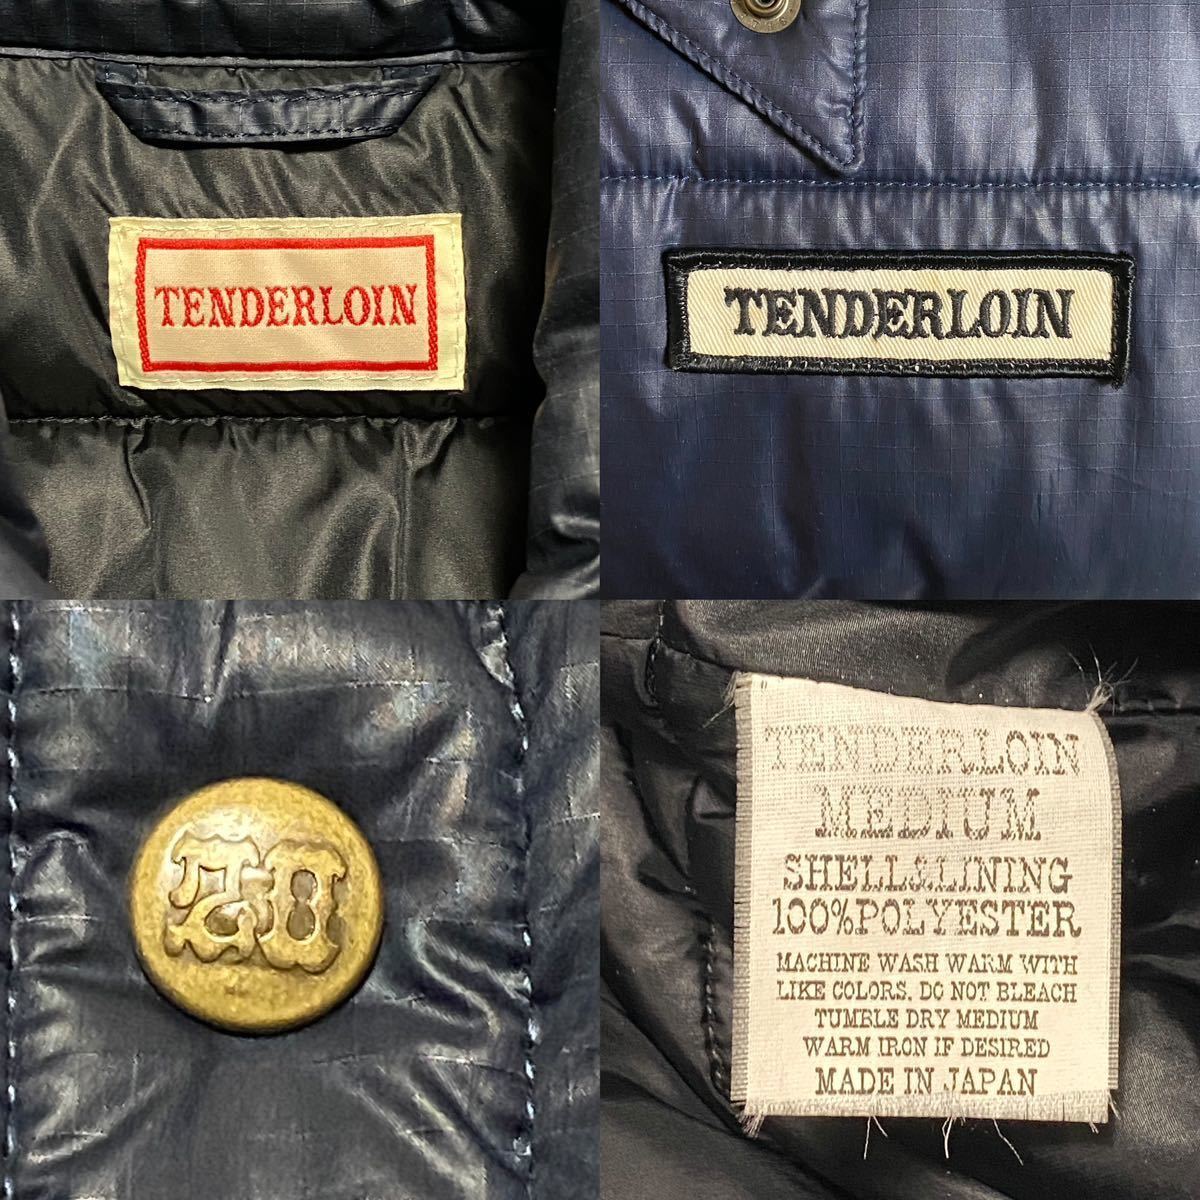 TENDERLOIN
TENDERLOIN
TENDERLOIN
MEDIUM
SHELL&LINING
100%POLYESTER
MACHINE WASH WARM WITH
LIKE COLORS. DO NOT BLEACH
TUMBLE DRY MEDIUM
WARM IRON IF DESIRED
MADE IN JAPAN